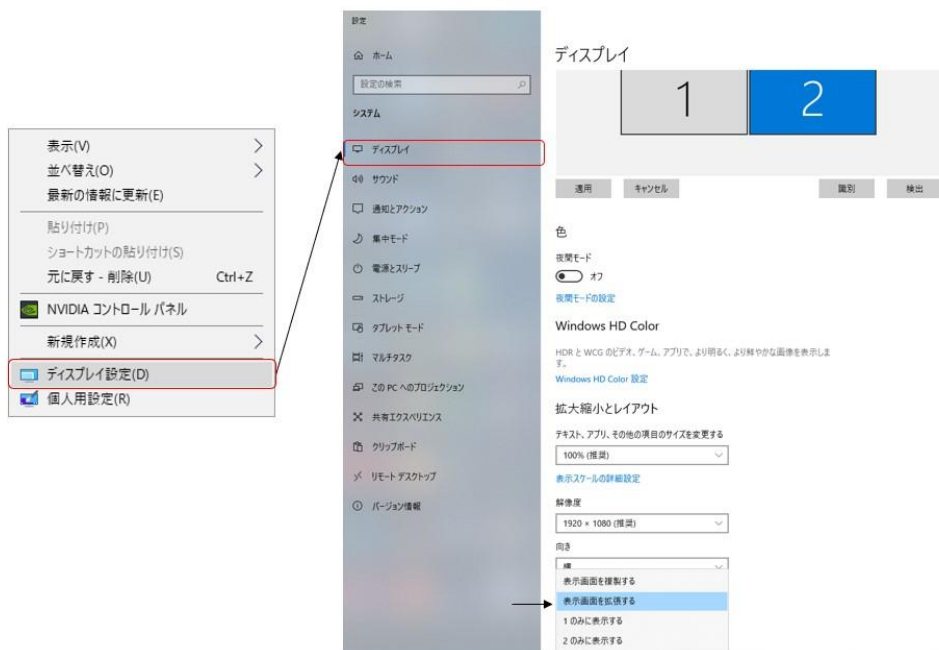 表示(V)
並べ替え(O)
最新の情報に更新(E)
貼り付け(P)
ショートカットの貼り付け(S)
元に戻す - 削除(U) Ctrl+Z
NVIDIA コントロール パネル
新規作成(X)
ディスプレイ設定(D)
個人用設定(R)
設定
ホーム
設定の検索
システム
ディスプレイ
サウンド
通知とアクション
集中モード
電源とスリープ
ストレージ
タブレット モード
マルチタスク
この PC へのプロジェクション
共有エクスペリエンス
クリップボード
リモート デスクトップ
バージョン情報
ディスプレイ
1 2
適用 キャンセル 識別 検出
色
夜間モード
オフ
夜間モードの設定
Windows HD Color
HDR と WCG のビデオ、ゲーム、アプリで、より明るく、より鮮やかな画像を表示しま
す。
Windows HD Color 設定
拡大縮小とレイアウト
テキスト、アプリ、その他の項目のサイズを変更する
100% (推奨)
表示スケールの詳細設定
解像度
1920 × 1080 (推奨)
向き
横
表示画面を複製する
表示画面を拡張する
1 のみに表示する
2 のみに表示する